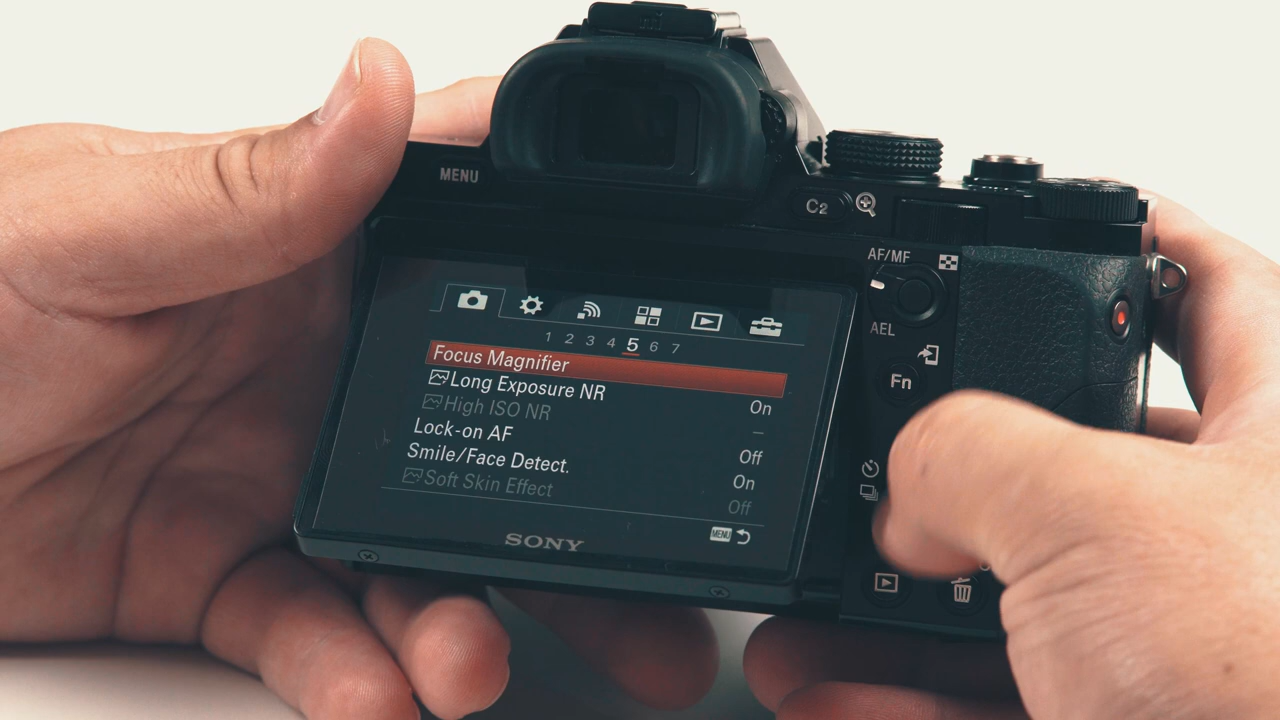 MENU
C2
AF/MF
AEL
Fn
1 2 3 4 5 6 7
Focus Magnifier
Long Exposure NR On
High ISO NR –
Lock-on AF Off
Smile/Face Detect. On
Soft Skin Effect Off
MENU
SONY